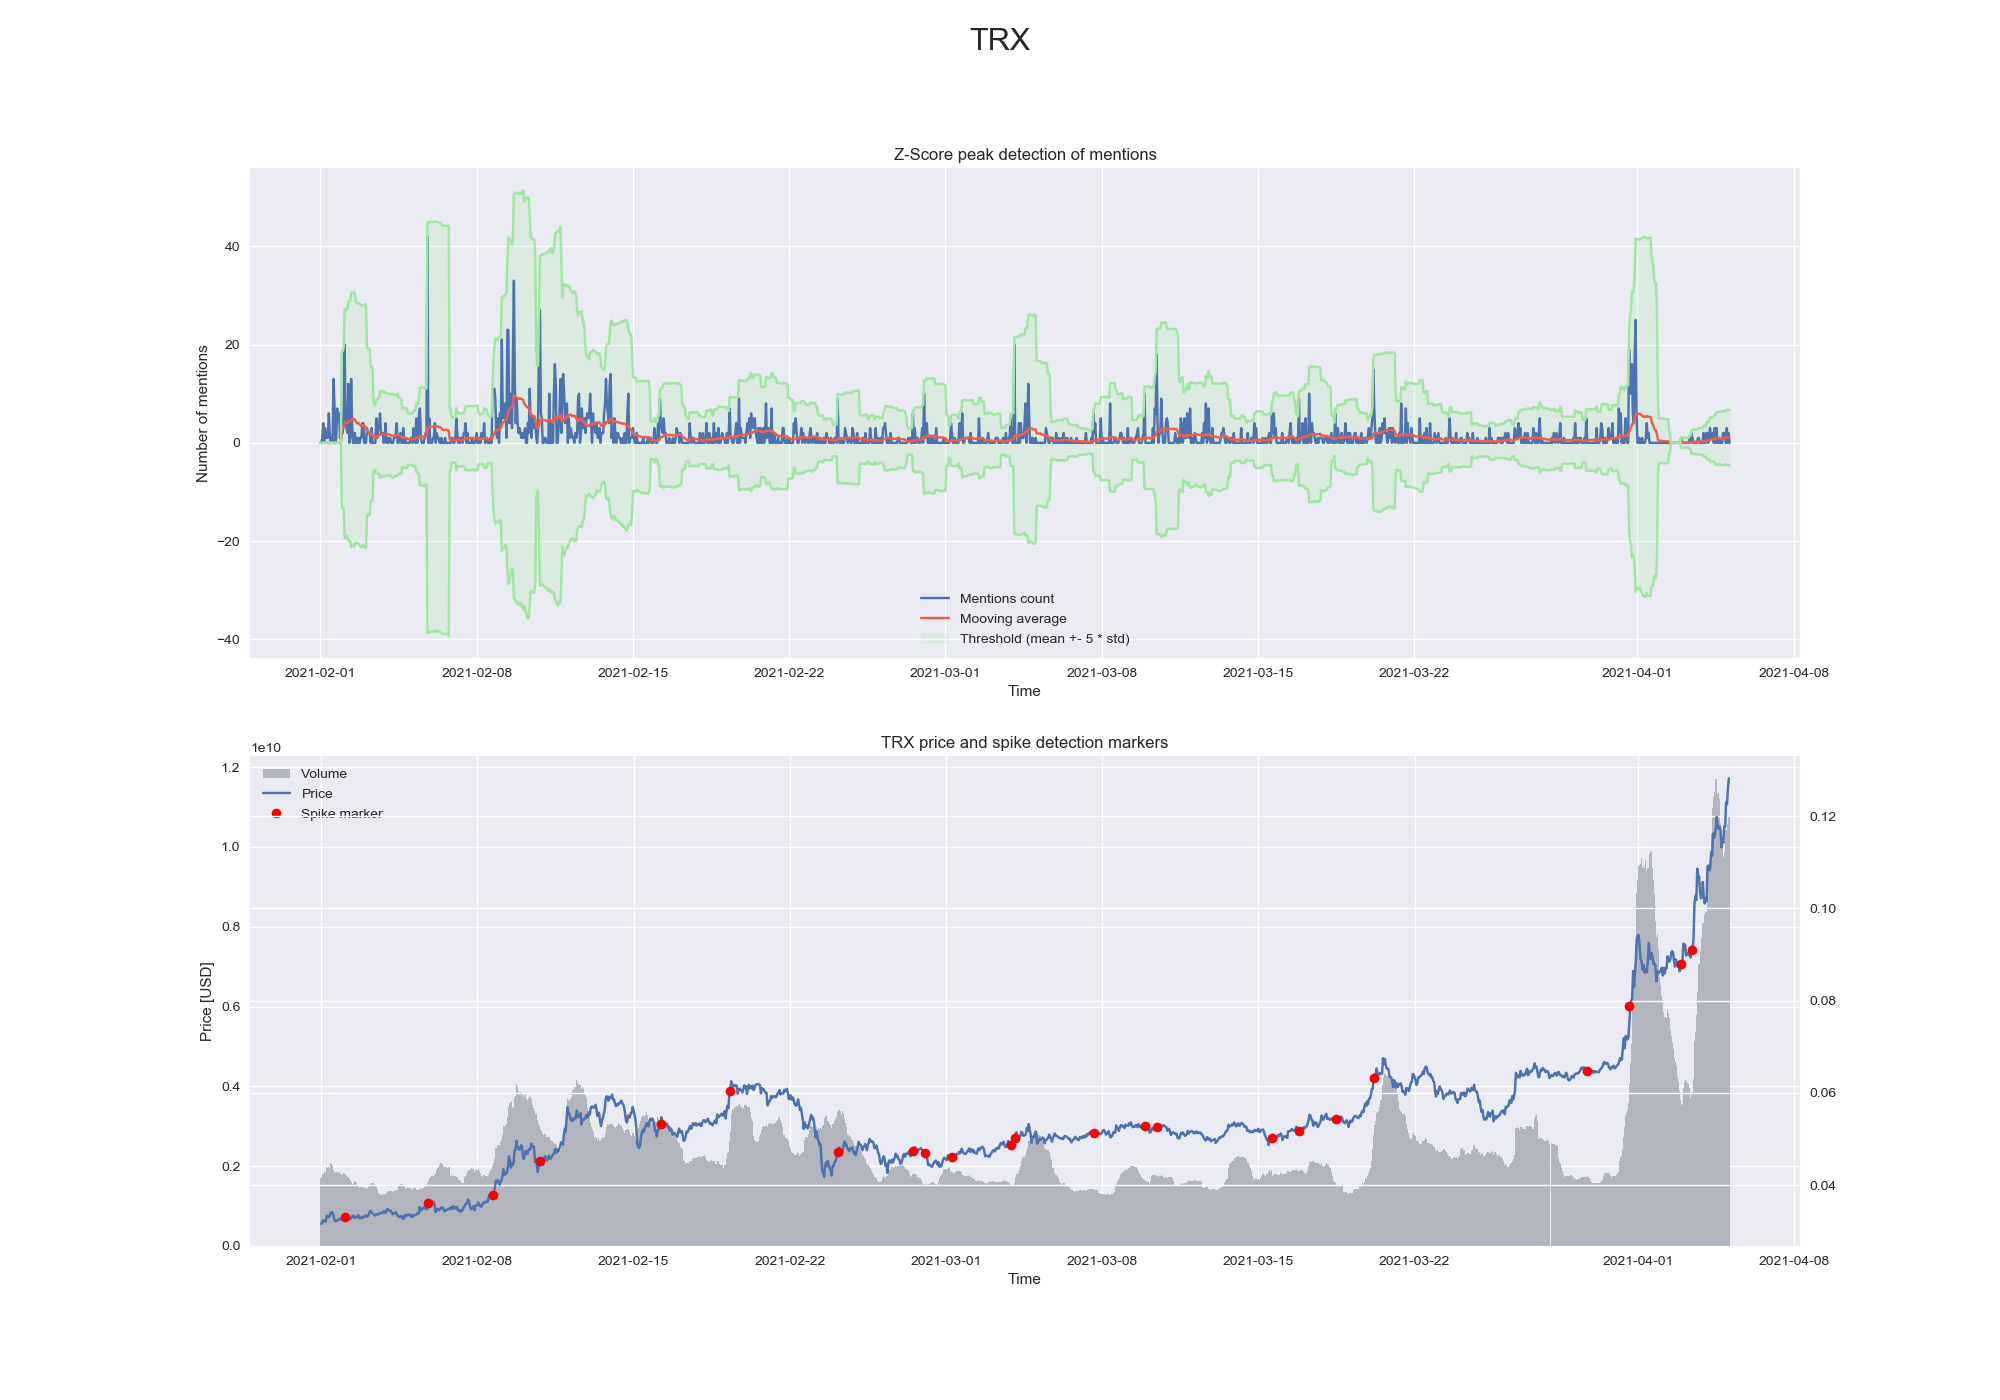 TRX
Z-Score peak detection of mentions
Number of mentions
40
20
0
−20
−40
Mentions count
Mooving average
Threshold (mean +- 5 * std)
2021-02-01 2021-02-08 2021-02-15 2021-02-22 2021-03-01 2021-03-08 2021-03-15 2021-03-22 2021-04-01 2021-04-08
Time
TRX price and spike detection markers
1e10
Price [USD]
1.2
1.0
0.8
0.6
0.4
0.2
0.0
Volume
Price
Spike marker
0.12
0.10
0.08
0.06
0.04
2021-02-01 2021-02-08 2021-02-15 2021-02-22 2021-03-01 2021-03-08 2021-03-15 2021-03-22 2021-04-01 2021-04-08
Time